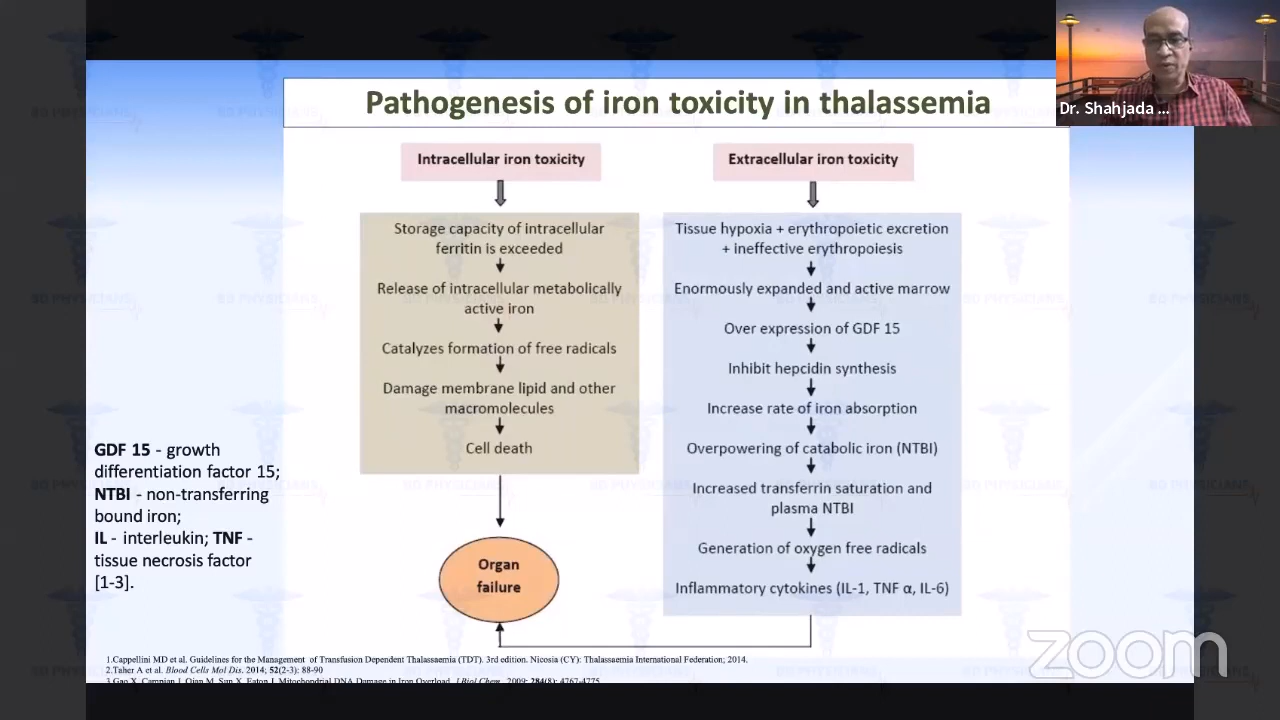 Dr. Shahjada ...
Pathogenesis of iron toxicity in thalassemia
Intracellular iron toxicity
Storage capacity of intracellular
ferritin is exceeded
Release of intracellular metabolically
active iron
Catalyzes formation of free radicals
Damage membrane lipid and other
macromolecules
Cell death
Organ
failure
Extracellular iron toxicity
Tissue hypoxia + erythropoietic excretion
+ ineffective erythropoiesis
Enormously expanded and active marrow
Over expression of GDF 15
Inhibit hepcidin synthesis
Increase rate of iron absorption
Overpowering of catabolic iron (NTBI)
Increased transferrin saturation and
plasma NTBI
Generation of oxygen free radicals
Inflammatory cytokines (IL-1, TNF α, IL-6)
GDF 15 - growth
differentiation factor 15;
NTBI - non-transferring
bound iron;
IL - interleukin; TNF -
tissue necrosis factor
[1-3].
1.Cappellini MD et al. Guidelines for the Management of Transfusion Dependent Thalassaemia (TDT). 3rd edition. Nicosia (CY): Thalassaemia International Federation; 2014.
2.Taher A et al. Blood Cells Mol Dis. 2014; 52(2-3): 88-90
3.Gao X, Campian J, Qian M, Sun X, Eaton J. Mitochondrial DNA Damage in Iron Overload. J Biol Chem. 2009; 284(8): 4767-4775
zoom
BD PHYSICIANS